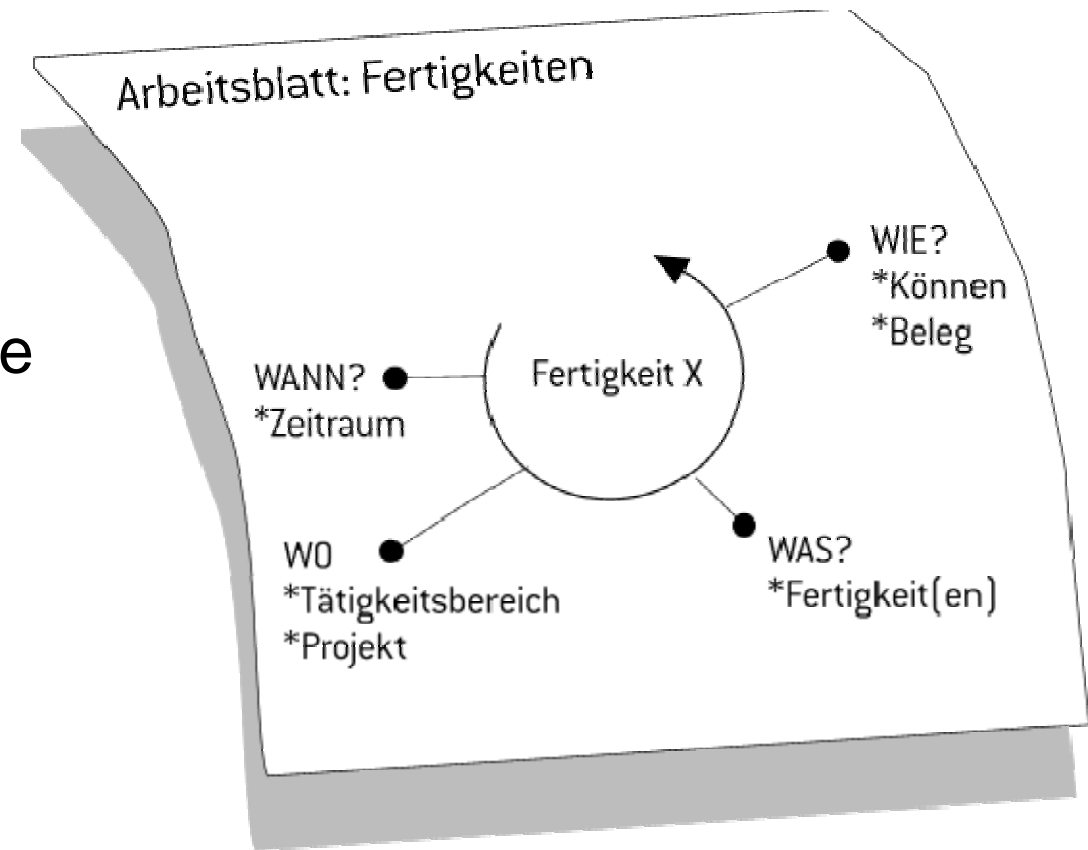 Arbeitsblatt: Fertigkeiten
WIE?
*Können
*Beleg
e
Fertigkeit X
WANN?
*Zeitraum
WO
*Tätigkeitsbereich
*Projekt
WAS?
*Fertigkeit(en)